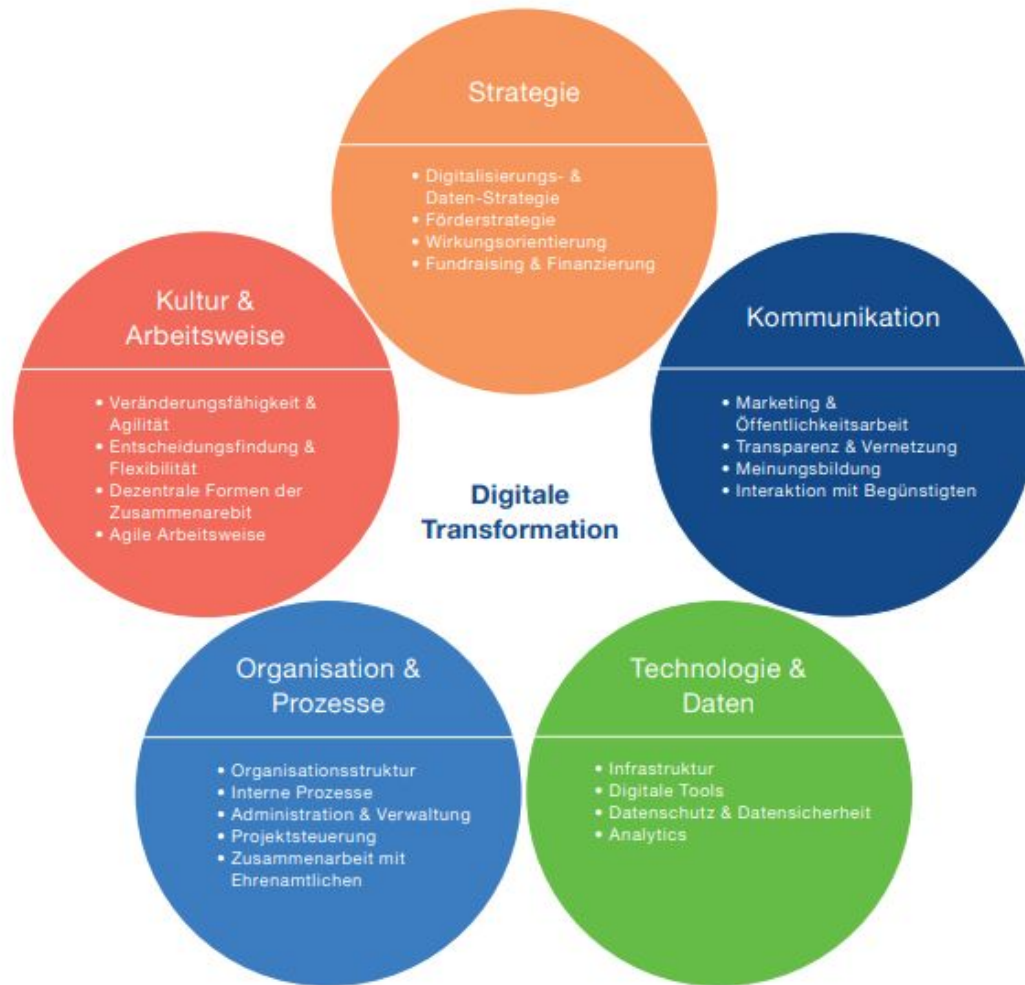 Strategie
• Digitalisierungs- &
Daten-Strategie
• Förderstrategie
• Wirkungsorientierung
• Fundraising & Finanzierung
Kultur &
Arbeitsweise
• Veränderungsfähigkeit &
Agilität
• Entscheidungsfindung &
Flexibilität
• Dezentrale Formen der
Zusammenarebit
• Agile Arbeitsweise
Kommunikation
• Marketing &
Öffentlichkeitsarbeit
• Transparenz & Vernetzung
• Meinungsbildung
• Interaktion mit Begünstigten
Digitale
Transformation
Organisation &
Prozesse
• Organisationsstruktur
• Interne Prozesse
• Administration & Verwaltung
• Projektsteuerung
• Zusammenarbeit mit
Ehrenamtlichen
Technologie &
Daten
• Infrastruktur
• Digitale Tools
• Datenschutz & Datensicherheit
• Analytics